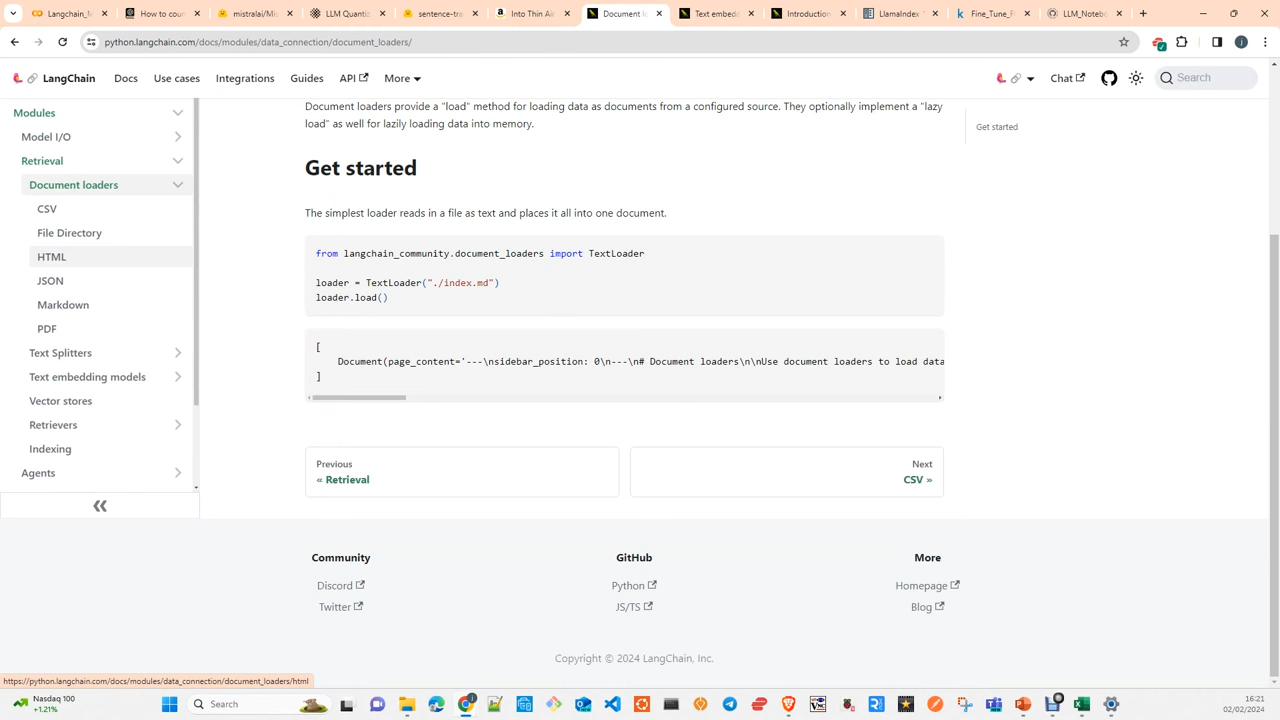 Langchain_M
How to cour
mistralai/Mi
LLM Quanti
sentence-tra
Into Thin Air
Document l
Text embedd
Introduction
LlamaIndex
Fine_Tune_F
LLM_Notebo
python.langchain.com/docs/modules/data_connection/document_loaders/
LangChain
Docs
Use cases
Integrations
Guides
API
More
Chat
Search
Modules
Model I/O
Retrieval
Document loaders
CSV
File Directory
HTML
JSON
Markdown
PDF
Text Splitters
Text embedding models
Vector stores
Retrievers
Indexing
Agents
Document loaders provide a "load" method for loading data as documents from a configured source. They optionally implement a "lazy
load" as well for lazily loading data into memory.
Get started
Get started
The simplest loader reads in a file as text and places it all into one document.
from langchain_community.document_loaders import TextLoader
loader = TextLoader("./index.md")
loader.load()
[
Document(page_content='---\nsidebar_position: 0\n---\n# Document loaders\n\nUse document loaders to load data
]
Previous
« Retrieval
Next
CSV »
Community
GitHub
More
Discord
Python
Homepage
Twitter
JS/TS
Blog
Copyright © 2024 LangChain, Inc.
https://python.langchain.com/docs/modules/data_connection/document_loaders/html
Nasdaq 100
+1.21%
Search
16:21
02/02/2024